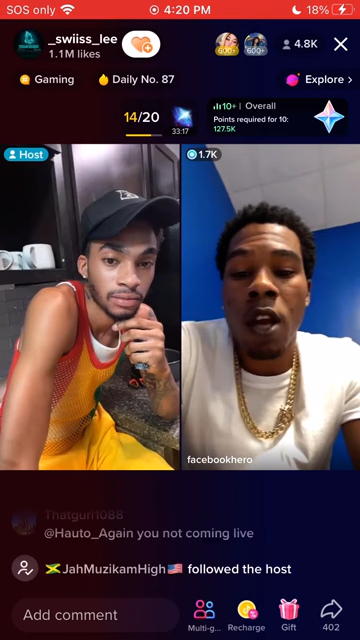 SOS only 4:20 PM 18%
_swiiss_lee
1.1M likes
600+ 600+ 4.8K
Gaming Daily No. 87 Explore >
14/20 33:17
10+ | Overall
Points required for 10:
127.5K
Host
1.7K
facebookhero
Thatgurl1088
@Hauto_Again you not coming live
JahMuzikamHigh followed the host
Add comment
Multi-g... Recharge Gift 402